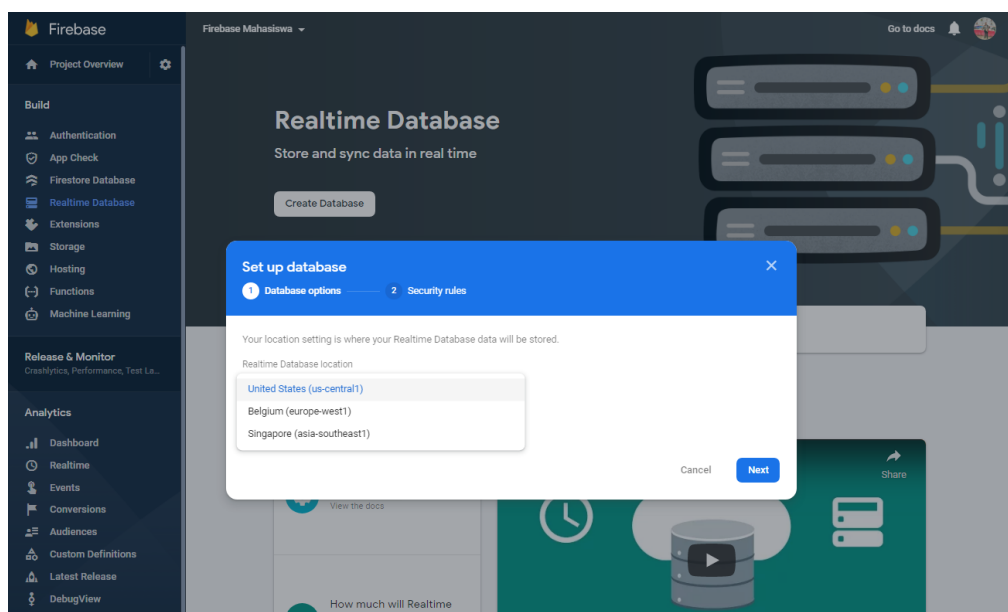 Firebase
Project Overview
Build
Authentication
App Check
Firestore Database
Realtime Database
Extensions
Storage
Hosting
Functions
Machine Learning
Release & Monitor
Crashlytics, Performance, Test La...
Analytics
Dashboard
Realtime
Events
Conversions
Audiences
Custom Definitions
Latest Release
DebugView
Firebase Mahasiswa
Go to docs
Realtime Database
Store and sync data in real time
Create Database
Set up database
1 Database options
2 Security rules
Your location setting is where your Realtime Database data will be stored.
Realtime Database location
United States (us-central1)
Belgium (europe-west1)
Singapore (asia-southeast1)
Cancel
Next
View the docs
How much will Realtime
Share